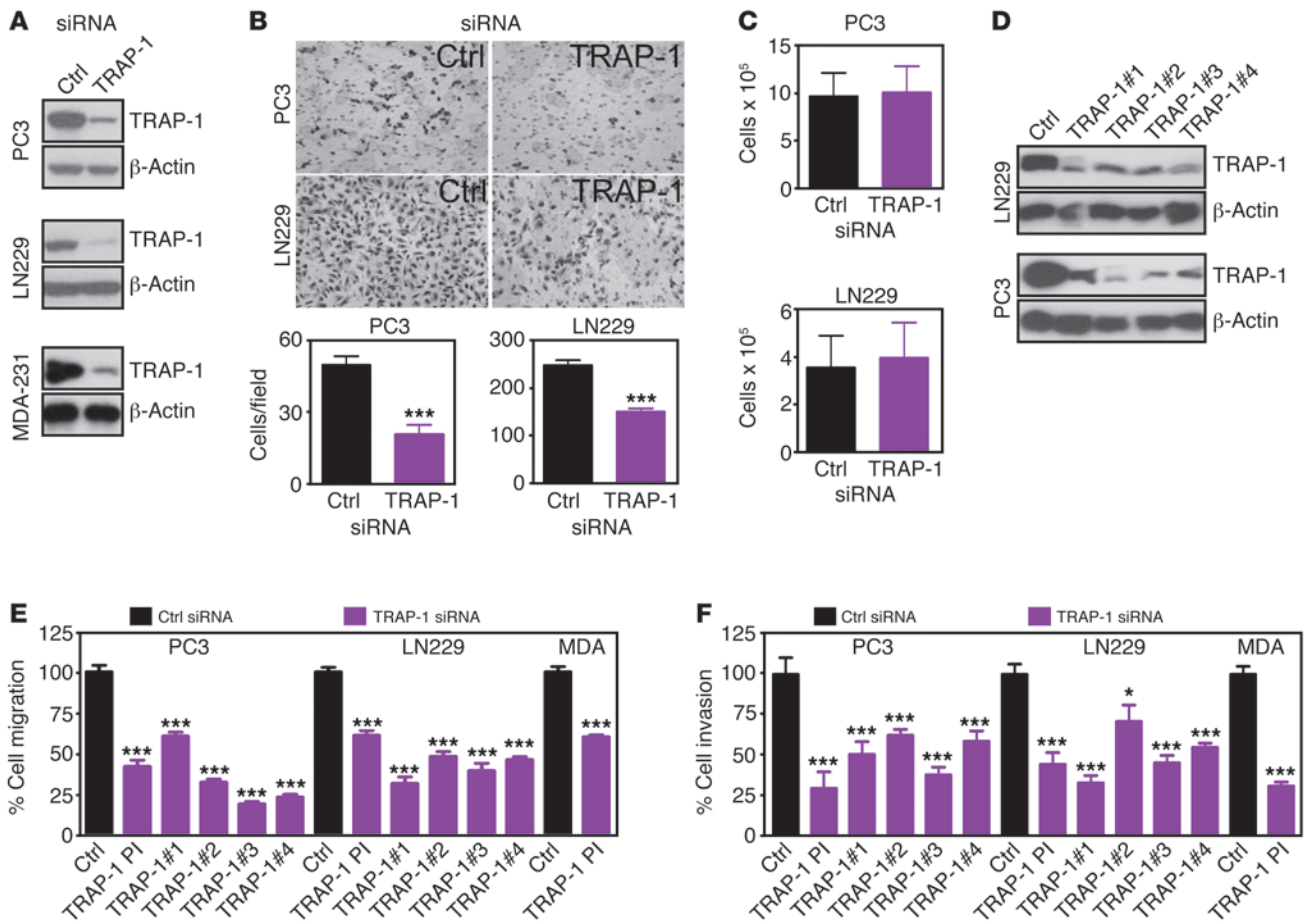 A
siRNA
Ctrl
TRAP-1
PC3
TRAP-1
β-Actin
LN229
TRAP-1
β-Actin
MDA-231
TRAP-1
β-Actin
B
siRNA
PC3
Ctrl
TRAP-1
LN229
Ctrl
TRAP-1
Cells/field
PC3
60
30
0
Ctrl TRAP-1
siRNA
LN229
300
200
100
0
***
***
Ctrl TRAP-1
siRNA
C
PC3
Cells x 10⁵
15
10
5
0
Ctrl TRAP-1
siRNA
LN229
Cells x 10⁵
6
4
2
0
Ctrl TRAP-1
siRNA
D
Ctrl
TRAP-1#1
TRAP-1#2
TRAP-1#3
TRAP-1#4
LN229
TRAP-1
β-Actin
PC3
TRAP-1
β-Actin
E
Ctrl siRNA TRAP-1 siRNA
% Cell migration
125
100
75
50
25
0
PC3 LN229 MDA
*** *** *** *** *** *** *** *** *** *** ***
Ctrl
TRAP-1 PI
TRAP-1#1
TRAP-1#2
TRAP-1#3
TRAP-1#4
Ctrl
TRAP-1 PI
TRAP-1#1
TRAP-1#2
TRAP-1#3
TRAP-1#4
Ctrl
TRAP-1 PI
F
Ctrl siRNA TRAP-1 siRNA
% Cell invasion
125
100
75
50
25
0
PC3 LN229 MDA
*** *** *** *** *** *** *** * *** *** ***
Ctrl
TRAP-1 PI
TRAP-1#1
TRAP-1#2
TRAP-1#3
TRAP-1#4
Ctrl
TRAP-1 PI
TRAP-1#1
TRAP-1#2
TRAP-1#3
TRAP-1#4
Ctrl
TRAP-1 PI